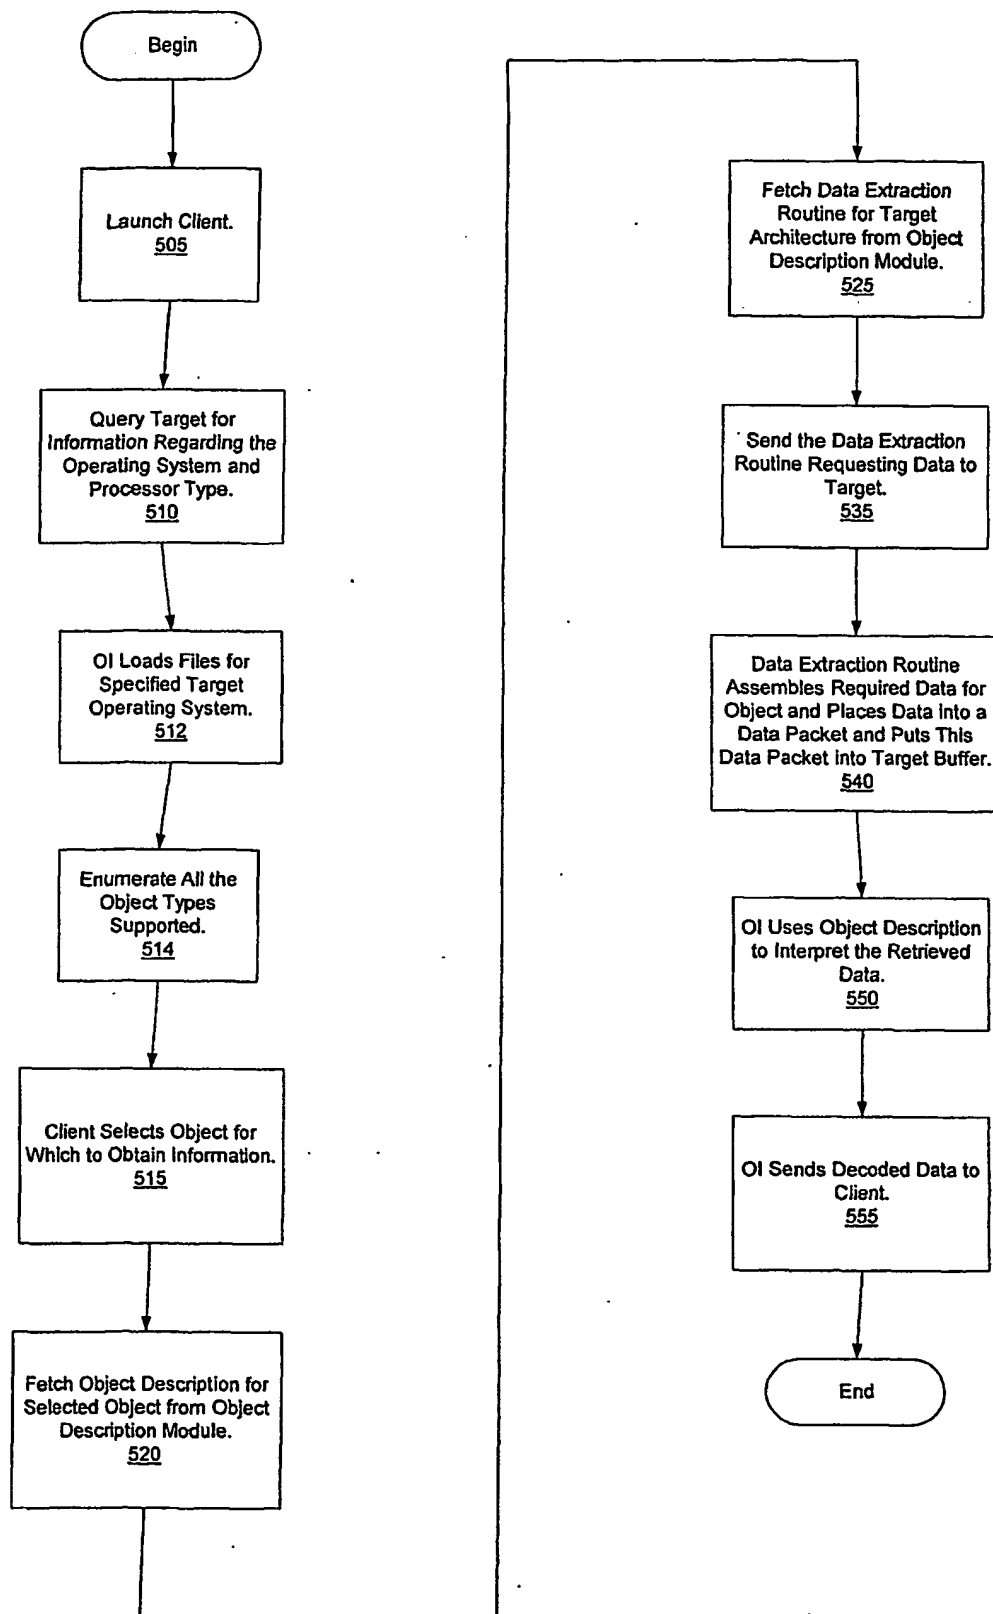 Begin
Launch Client.
505
Query Target for
Information Regarding the
Operating System and
Processor Type.
510
OI Loads Files for
Specified Target
Operating System.
512
Enumerate All the
Object Types
Supported.
514
Client Selects Object for
Which to Obtain Information.
515
Fetch Object Description for
Selected Object from Object
Description Module.
520
Fetch Data Extraction
Routine for Target
Architecture from Object
Description Module.
525
Send the Data Extraction
Routine Requesting Data to
Target.
535
Data Extraction Routine
Assembles Required Data for
Object and Places Data into a
Data Packet and Puts This
Data Packet into Target Buffer.
540
OI Uses Object Description
to Interpret the Retrieved
Data.
550
OI Sends Decoded Data to
Client.
555
End